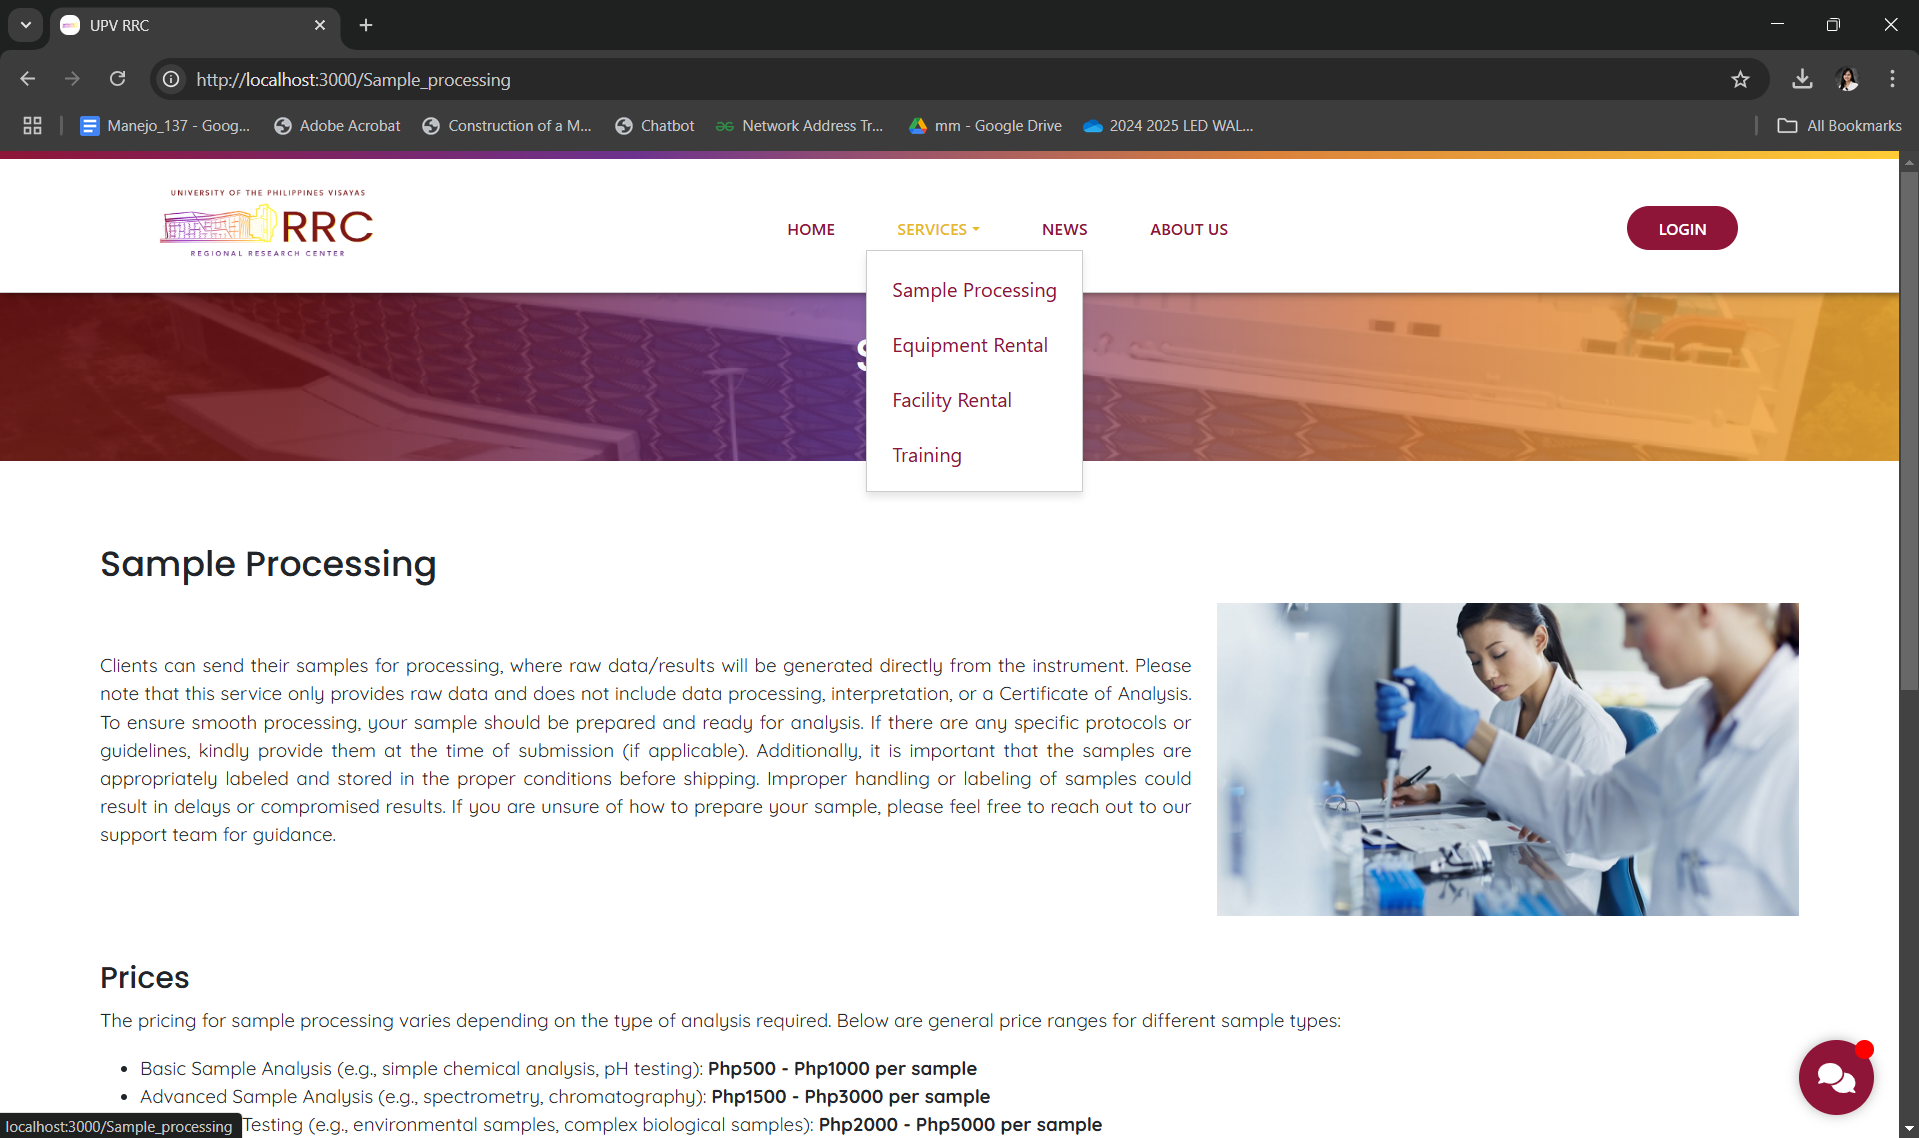 UPV RRC
http://localhost:3000/Sample_processing
Manejo_137 - Goog...
Adobe Acrobat
Construction of a M...
Chatbot
Network Address Tr...
mm - Google Drive
2024 2025 LED WAL...
All Bookmarks
UNIVERSITY OF THE PHILIPPINES VISAYAS
RRC
REGIONAL RESEARCH CENTER
HOME
SERVICES
NEWS
ABOUT US
LOGIN
Sample Processing
Equipment Rental
Facility Rental
Training
Sample Processing
Clients can send their samples for processing, where raw data/results will be generated directly from the instrument. Please
note that this service only provides raw data and does not include data processing, interpretation, or a Certificate of Analysis.
To ensure smooth processing, your sample should be prepared and ready for analysis. If there are any specific protocols or
guidelines, kindly provide them at the time of submission (if applicable). Additionally, it is important that the samples are
appropriately labeled and stored in the proper conditions before shipping. Improper handling or labeling of samples could
result in delays or compromised results. If you are unsure of how to prepare your sample, please feel free to reach out to our
support team for guidance.
Prices
The pricing for sample processing varies depending on the type of analysis required. Below are general price ranges for different sample types:
• Basic Sample Analysis (e.g., simple chemical analysis, pH testing): Php500 - Php1000 per sample
• Advanced Sample Analysis (e.g., spectrometry, chromatography): Php1500 - Php3000 per sample
Testing (e.g., environmental samples, complex biological samples): Php2000 - Php5000 per sample
localhost:3000/Sample_processing